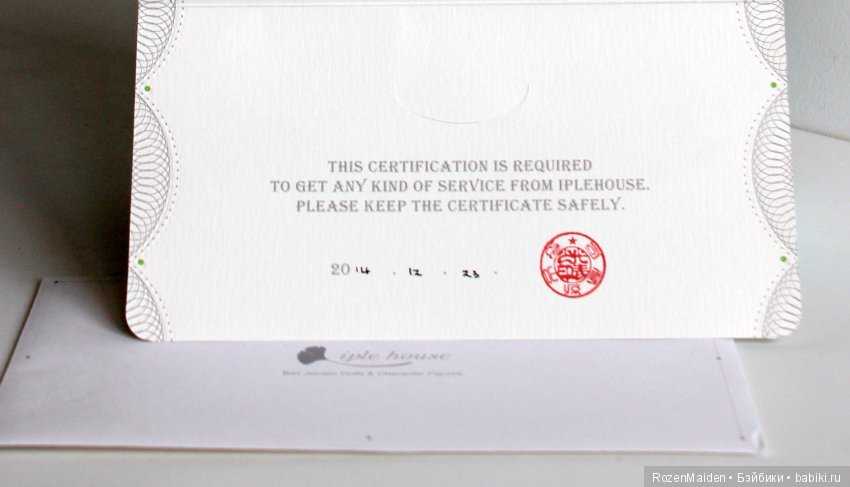 THIS CERTIFICATION IS REQUIRED
TO GET ANY KIND OF SERVICE FROM IPLEHOUSE.
PLEASE KEEP THE CERTIFICATE SAFELY.
2014 . 12 . 23 .
iple house
Ball Jointed Dolls & Character Figures
RozenMaiden • Бэйбики • babiki.ru